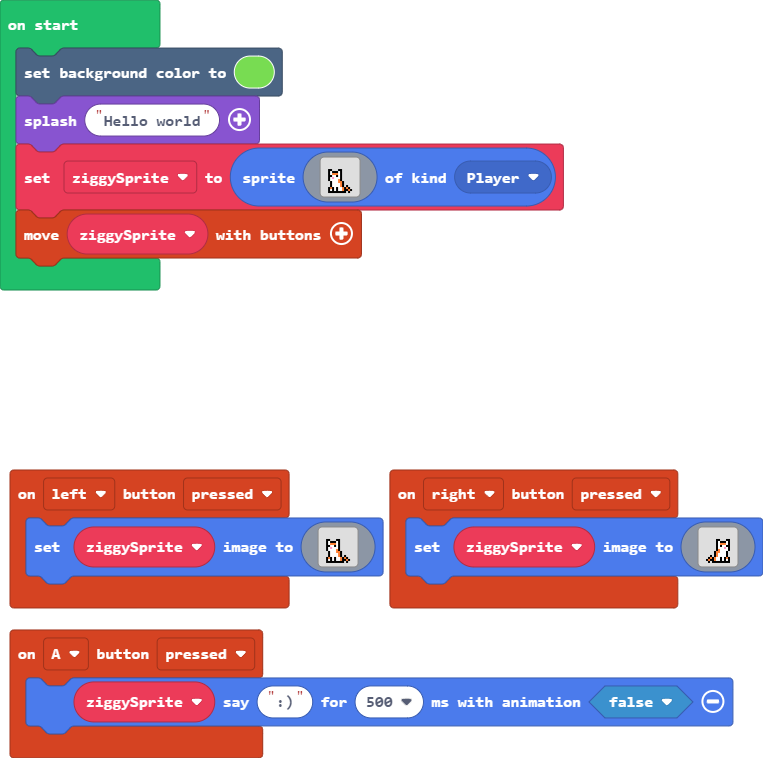 on start
set background color to
splash "Hello world"
set ziggySprite to sprite of kind Player
move ziggySprite with buttons
on left button pressed
set ziggySprite image to
on right button pressed
set ziggySprite image to
on A button pressed
ziggySprite say ":)" for 500 ms with animation false